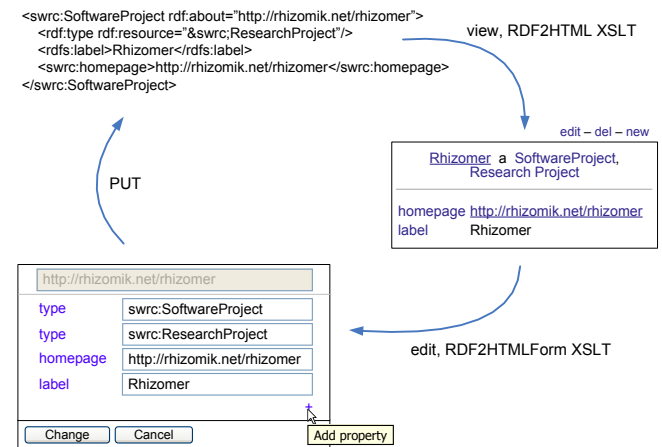 <swrc:SoftwareProject rdf:about=”http://rhizomik.net/rhizomer”>
<rdf:type rdf:resource=”&swrc;ResearchProject”/>
<rdfs:label>Rhizomer</rdfs:label>
<swrc:homepage>http://rhizomik.net/rhizomer</swrc:homepage>
</swrc:SoftwareProject>
view, RDF2HTML XSLT
edit – del – new
Rhizomer a SoftwareProject,
Research Project
homepage http://rhizomik.net/rhizomer
label Rhizomer
PUT
http://rhizomik.net/rhizomer
type swrc:SoftwareProject
type swrc:ResearchProject
homepage http://rhizomik.net/rhizomer
label Rhizomer
+
Change Cancel
Add property
edit, RDF2HTMLForm XSLT